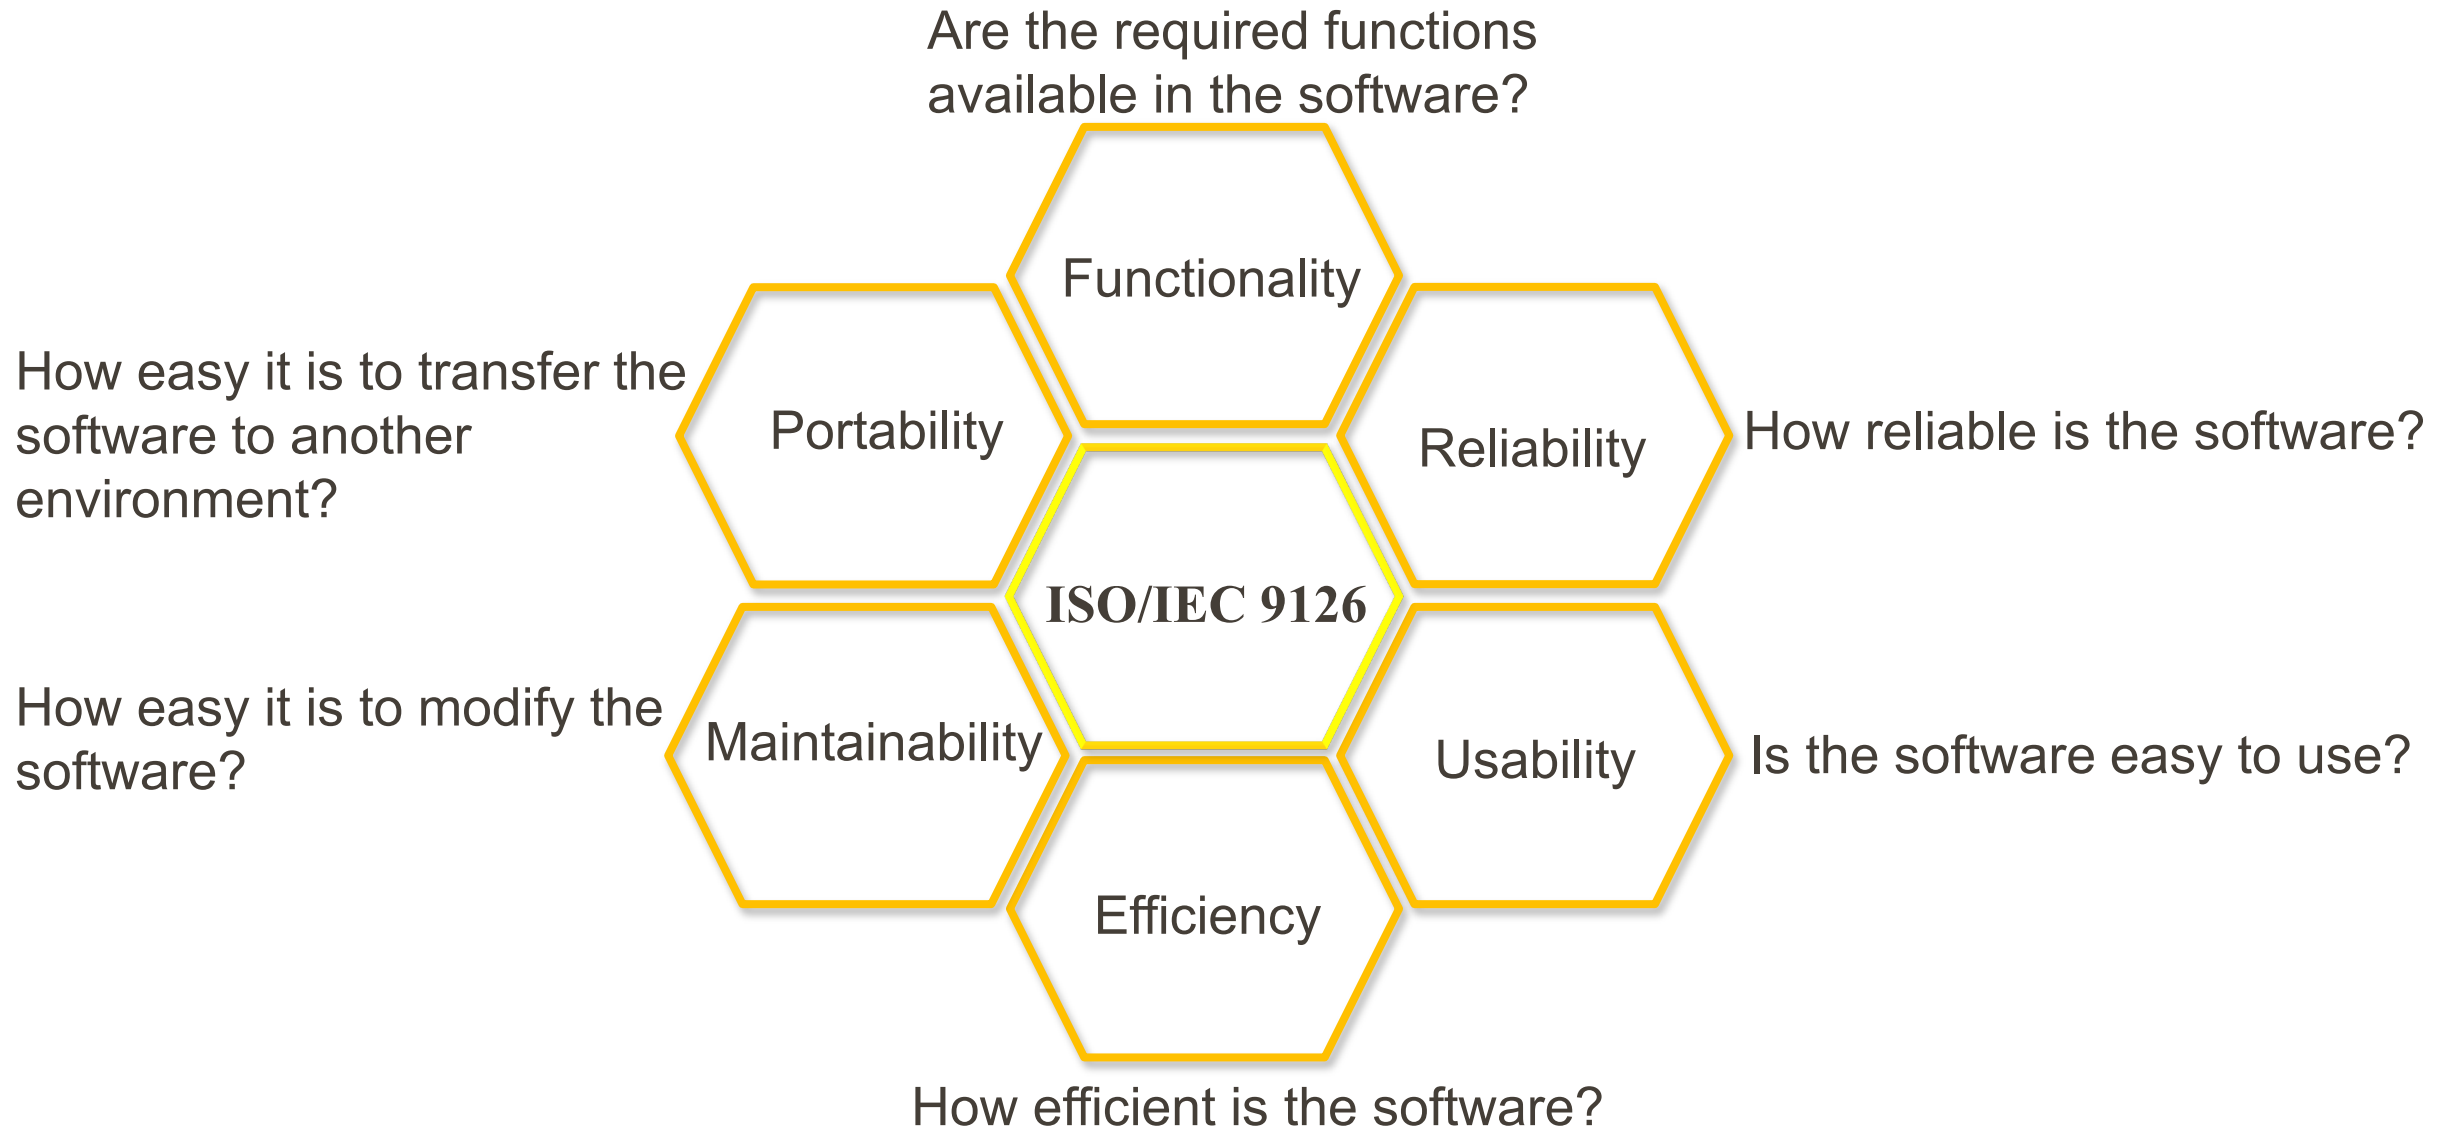 Are the required functions
available in the software?
Functionality
How easy it is to transfer the
software to another
environment?
Portability
Reliability
How reliable is the software?
ISO/IEC 9126
How easy it is to modify the
software?
Maintainability
Usability
Is the software easy to use?
Efficiency
How efficient is the software?